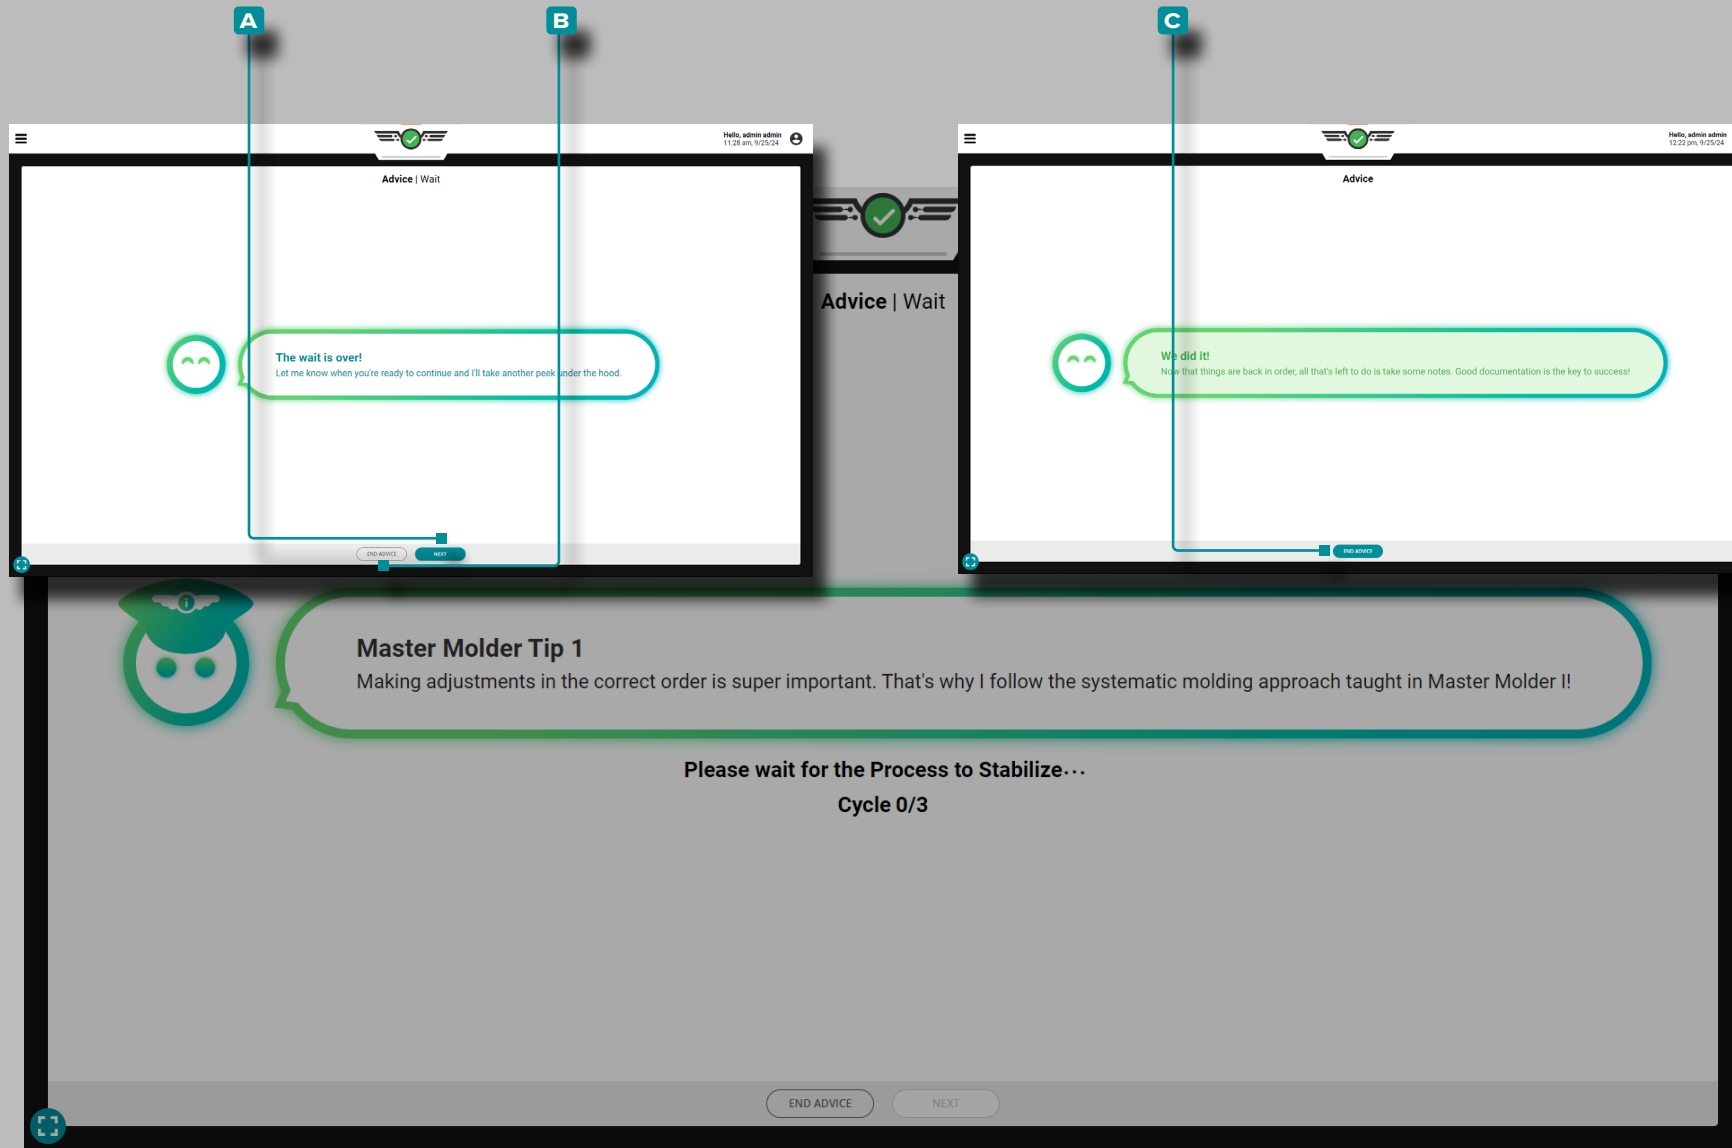 A
B
C
Hello, admin admin
11:28 am, 9/25/24
Advice | Wait
The wait is over!
Let me know when you're ready to continue and I'll take another peek under the hood.
END ADVICE
NEXT
Hello, admin admin
12:22 pm, 9/25/24
Advice
We did it!
Now that things are back in order, all that's left to do is take some notes. Good documentation is the key to success!
END ADVICE
Advice | Wait
Master Molder Tip 1
Making adjustments in the correct order is super important. That's why I follow the systematic molding approach taught in Master Molder I!
Please wait for the Process to Stabilize...
Cycle 0/3
END ADVICE
NEXT